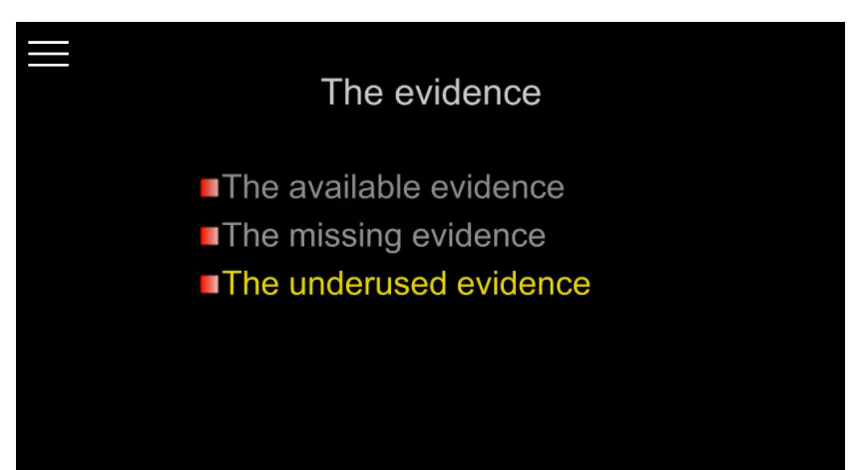 The evidence
The available evidence
The missing evidence
The underused evidence